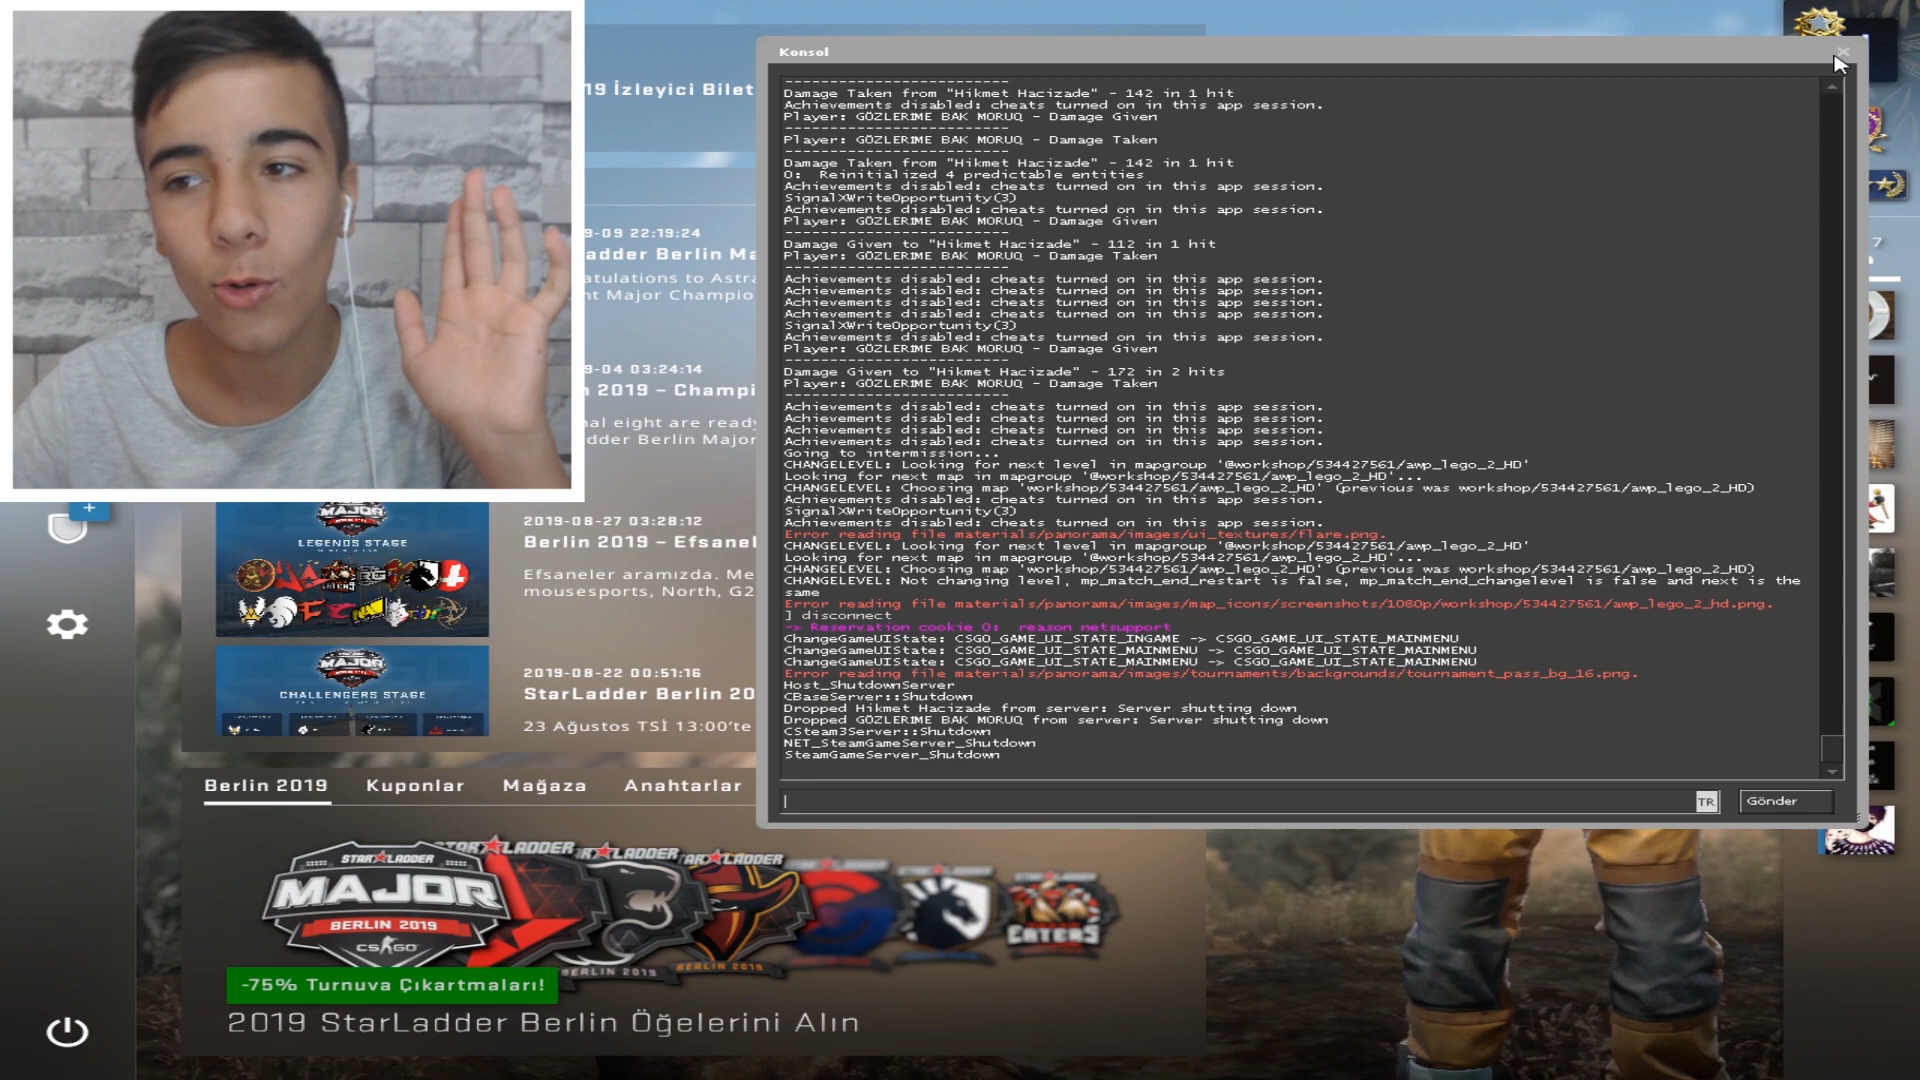 19 İzleyici Bilet
9-09 22:19:24
adder Berlin Ma
atulations to Astra
nt Major Champio
9-04 03:24:14
n 2019 – Champi
nal eight are ready
dder Berlin Major
MAJOR
LEGENDS STAGE
2019-08-27 03:28:12
Berlin 2019 – Efsanel
Efsaneler aramızda. Me
mousesports, North, G2
MAJOR
CHALLENGERS STAGE
2019-08-22 00:51:16
StarLadder Berlin 20
23 Ağustos TSİ 13:00'te
Berlin 2019 Kuponlar Mağaza Anahtarlar
STAR LADDER
MAJOR
BERLIN 2019
CS GO
EATERS
-75% Turnuva Çıkartmaları!
2019 StarLadder Berlin Öğelerini Alın
Konsol
-------------------------
Damage Taken from "Hikmet Hacizade" - 142 in 1 hit
Achievements disabled: cheats turned on in this app session.
Player: GÖZLERIME BAK MORUQ - Damage Given
-------------------------
Player: GÖZLERIME BAK MORUQ - Damage Taken
-------------------------
Damage Taken from "Hikmet Hacizade" - 142 in 1 hit
0:  Reinitialized 4 predictable entities
Achievements disabled: cheats turned on in this app session.
SignalXWriteOpportunity(3)
Achievements disabled: cheats turned on in this app session.
Player: GÖZLERIME BAK MORUQ - Damage Given
-------------------------
Damage Given to "Hikmet Hacizade" - 112 in 1 hit
Player: GÖZLERIME BAK MORUQ - Damage Taken
-------------------------
Achievements disabled: cheats turned on in this app session.
Achievements disabled: cheats turned on in this app session.
Achievements disabled: cheats turned on in this app session.
Achievements disabled: cheats turned on in this app session.
SignalXWriteOpportunity(3)
Achievements disabled: cheats turned on in this app session.
Player: GÖZLERIME BAK MORUQ - Damage Given
-------------------------
Damage Given to "Hikmet Hacizade" - 172 in 2 hits
Player: GÖZLERIME BAK MORUQ - Damage Taken
-------------------------
Achievements disabled: cheats turned on in this app session.
Achievements disabled: cheats turned on in this app session.
Achievements disabled: cheats turned on in this app session.
Achievements disabled: cheats turned on in this app session.
Going to intermission...
CHANGELEVEL: Looking for next level in mapgroup '@workshop/534427561/awp_lego_2_HD'
Looking for next map in mapgroup '@workshop/534427561/awp_lego_2_HD'...
CHANGELEVEL: Choosing map 'workshop/534427561/awp_lego_2_HD' (previous was workshop/534427561/awp_lego_2_HD)
Achievements disabled: cheats turned on in this app session.
SignalXWriteOpportunity(3)
Achievements disabled: cheats turned on in this app session.
Error reading file materials/panorama/images/ui_textures/flare.png.
CHANGELEVEL: Looking for next level in mapgroup '@workshop/534427561/awp_lego_2_HD'
Looking for next map in mapgroup '@workshop/534427561/awp_lego_2_HD'...
CHANGELEVEL: Choosing map 'workshop/534427561/awp_lego_2_HD' (previous was workshop/534427561/awp_lego_2_HD)
CHANGELEVEL: Not changing level, mp_match_end_restart is false, mp_match_end_changelevel is false and next is the
same
Error reading file materials/panorama/images/map_icons/screenshots/1080p/workshop/534427561/awp_lego_2_hd.png.
] disconnect
-> Reservation cookie 0:  reason netsupport
ChangeGameUIState: CSGO_GAME_UI_STATE_INGAME -> CSGO_GAME_UI_STATE_MAINMENU
ChangeGameUIState: CSGO_GAME_UI_STATE_MAINMENU -> CSGO_GAME_UI_STATE_MAINMENU
ChangeGameUIState: CSGO_GAME_UI_STATE_MAINMENU -> CSGO_GAME_UI_STATE_MAINMENU
Error reading file materials/panorama/images/tournaments/backgrounds/tournament_pass_bg_16.png.
Host_ShutdownServer
CBaseServer::Shutdown
Dropped Hikmet Hacizade from server: Server shutting down
Dropped GÖZLERIME BAK MORUQ from server: Server shutting down
CSteam3Server::Shutdown
NET_SteamGameServer_Shutdown
SteamGameServer_Shutdown
TR
Gönder
7